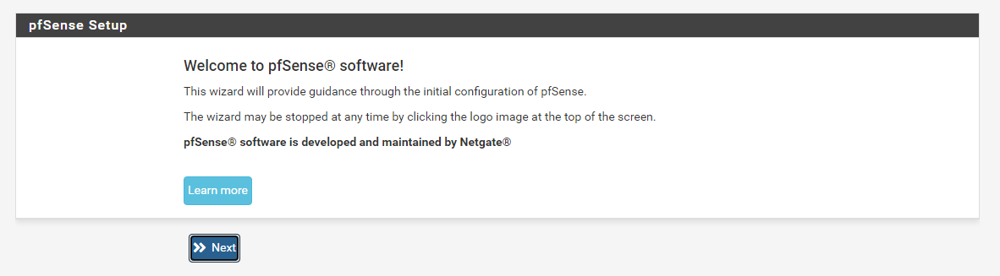 pfSense Setup
Welcome to pfSense® software!
This wizard will provide guidance through the initial configuration of pfSense.
The wizard may be stopped at any time by clicking the logo image at the top of the screen.
pfSense® software is developed and maintained by Netgate®
Learn more
Next